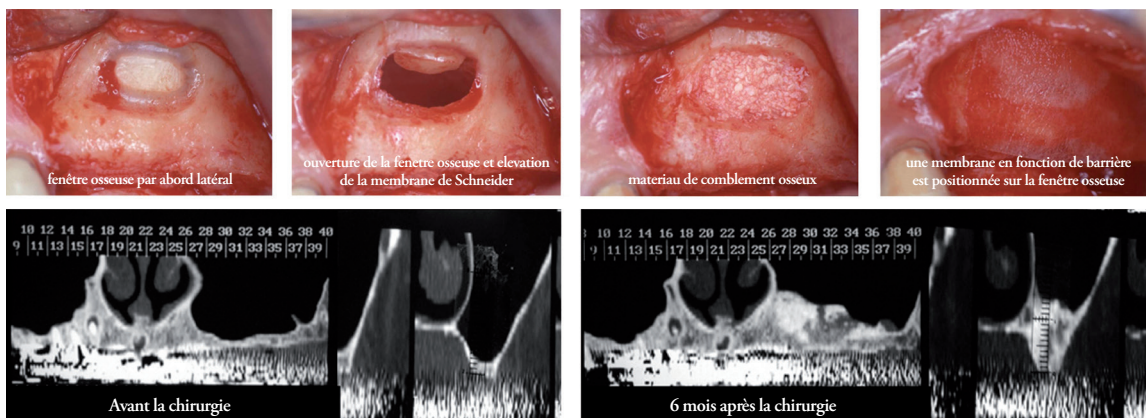 fenêtre osseuse par abord latéral
ouverture de la fenetre osseuse et elevation
de la membrane de Schneider
materiau de comblement osseux
une membrane en fonction de barrière
est positionnée sur la fenêtre osseuse
10 12 14 16 18 20 22 24 26 28 30 32 34 36 38 40
9 11 13 15 17 19 21 23 25 27 29 31 33 35 37 39
Avant la chirurgie
8 10 12 14 16 18 20 22 24 26 28 30 32 34 36 38 40
9 11 13 15 17 19 21 23 25 27 29 31 33 35 37 39
6 mois après la chirurgie